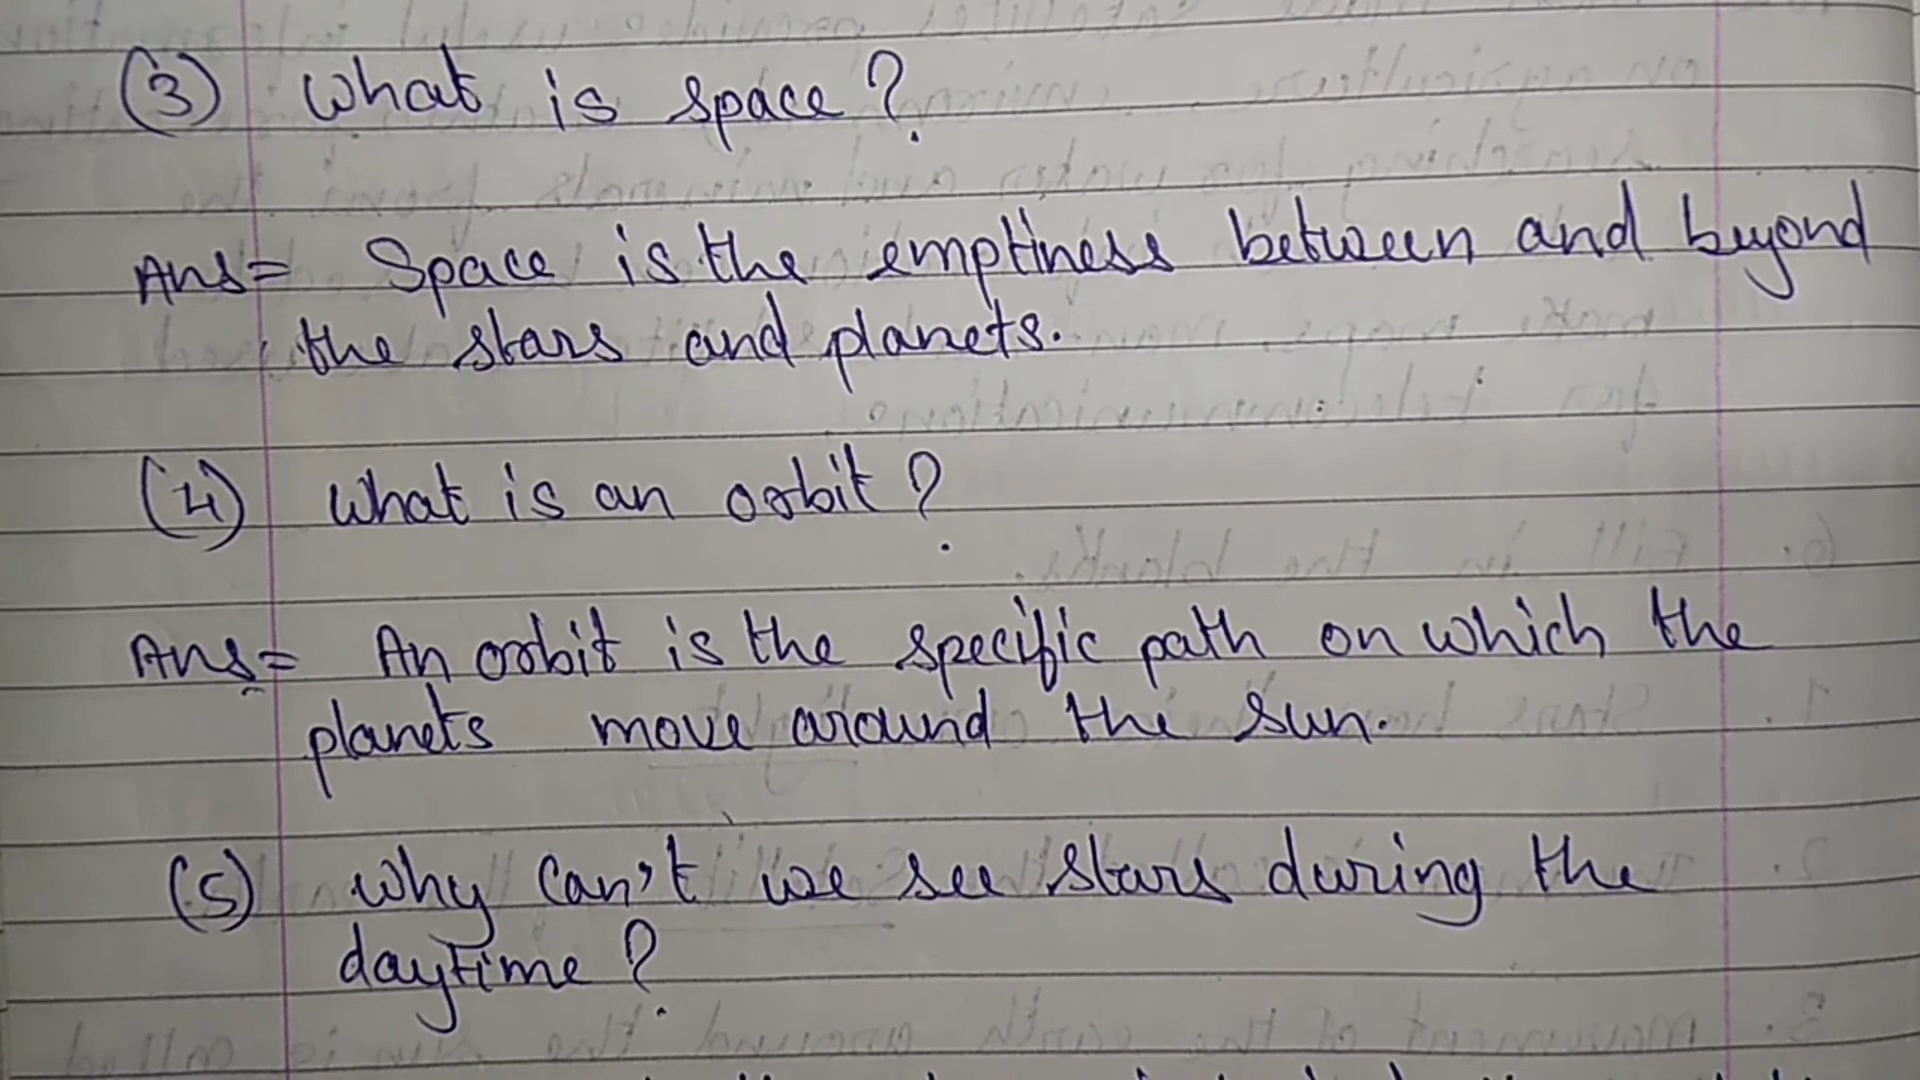 (3) What is space?
Ans= Space is the emptiness between and beyond
the stars and planets.
(4) What is an orbit?
Ans= An orbit is the specific path on which the
planets move around the sun.
(5) Why can't we see stars during the
daytime?